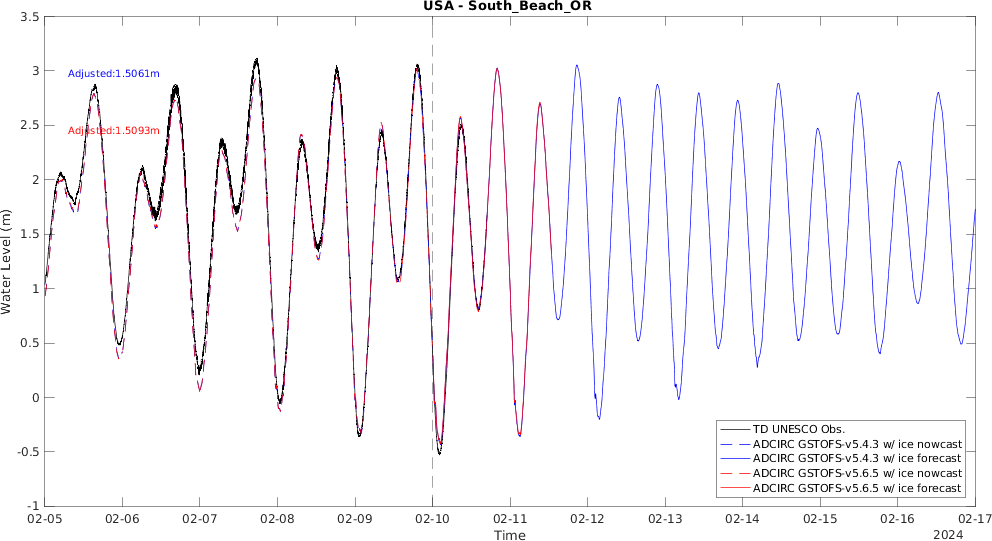 USA - South_Beach_OR
3.5
3
2.5
2
1.5
1
0.5
0
-0.5
-1
Water Level (m)
Adjusted:1.5061m
Adjusted:1.5093m
TD UNESCO Obs.
ADCIRC GSTOFS-v5.4.3 w/ ice nowcast
ADCIRC GSTOFS-v5.4.3 w/ ice forecast
ADCIRC GSTOFS-v5.6.5 w/ ice nowcast
ADCIRC GSTOFS-v5.6.5 w/ ice forecast
02-05 02-06 02-07 02-08 02-09 02-10 02-11 02-12 02-13 02-14 02-15 02-16 02-17
Time
2024